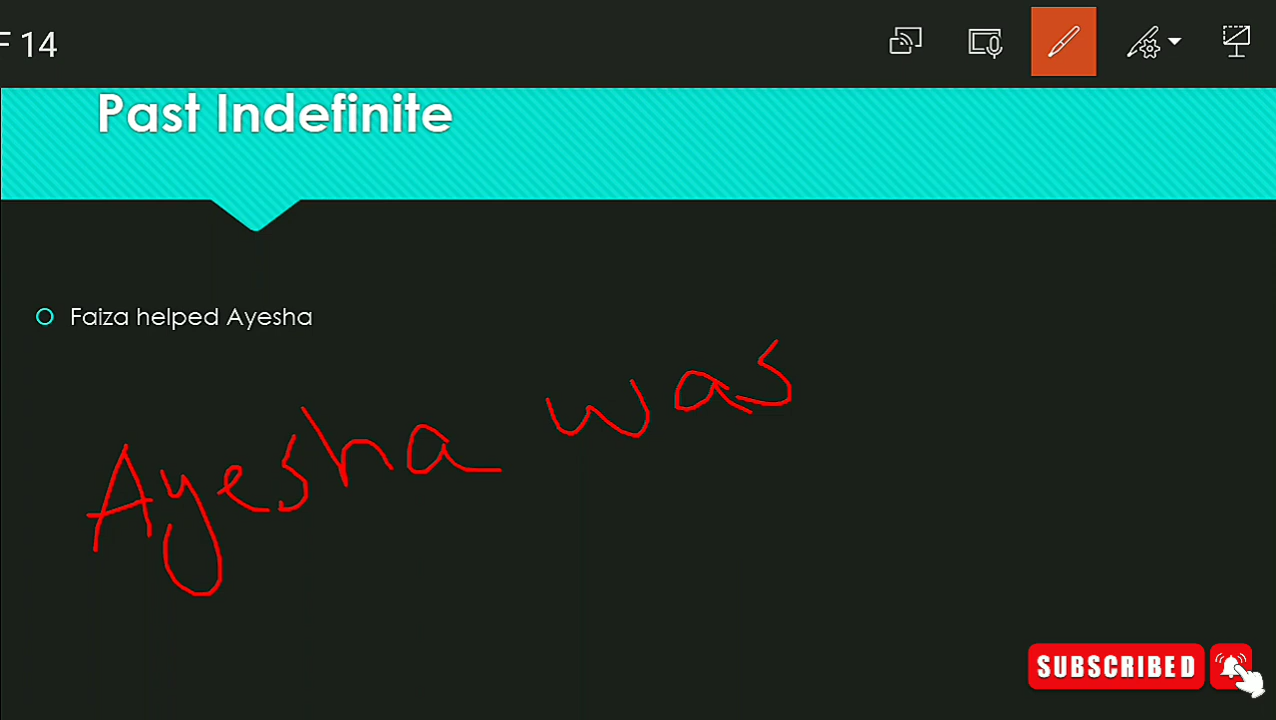 F 14
Past Indefinite
Faiza helped Ayesha
Ayesha was
SUBSCRIBED